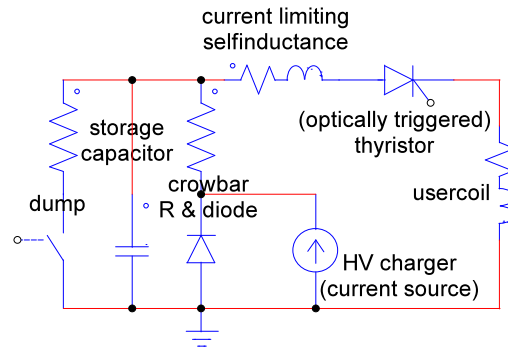 current limiting
selfinductance
(optically triggered)
thyristor
storage
capacitor
crowbar
R & diode
dump
usercoil
HV charger
(current source)